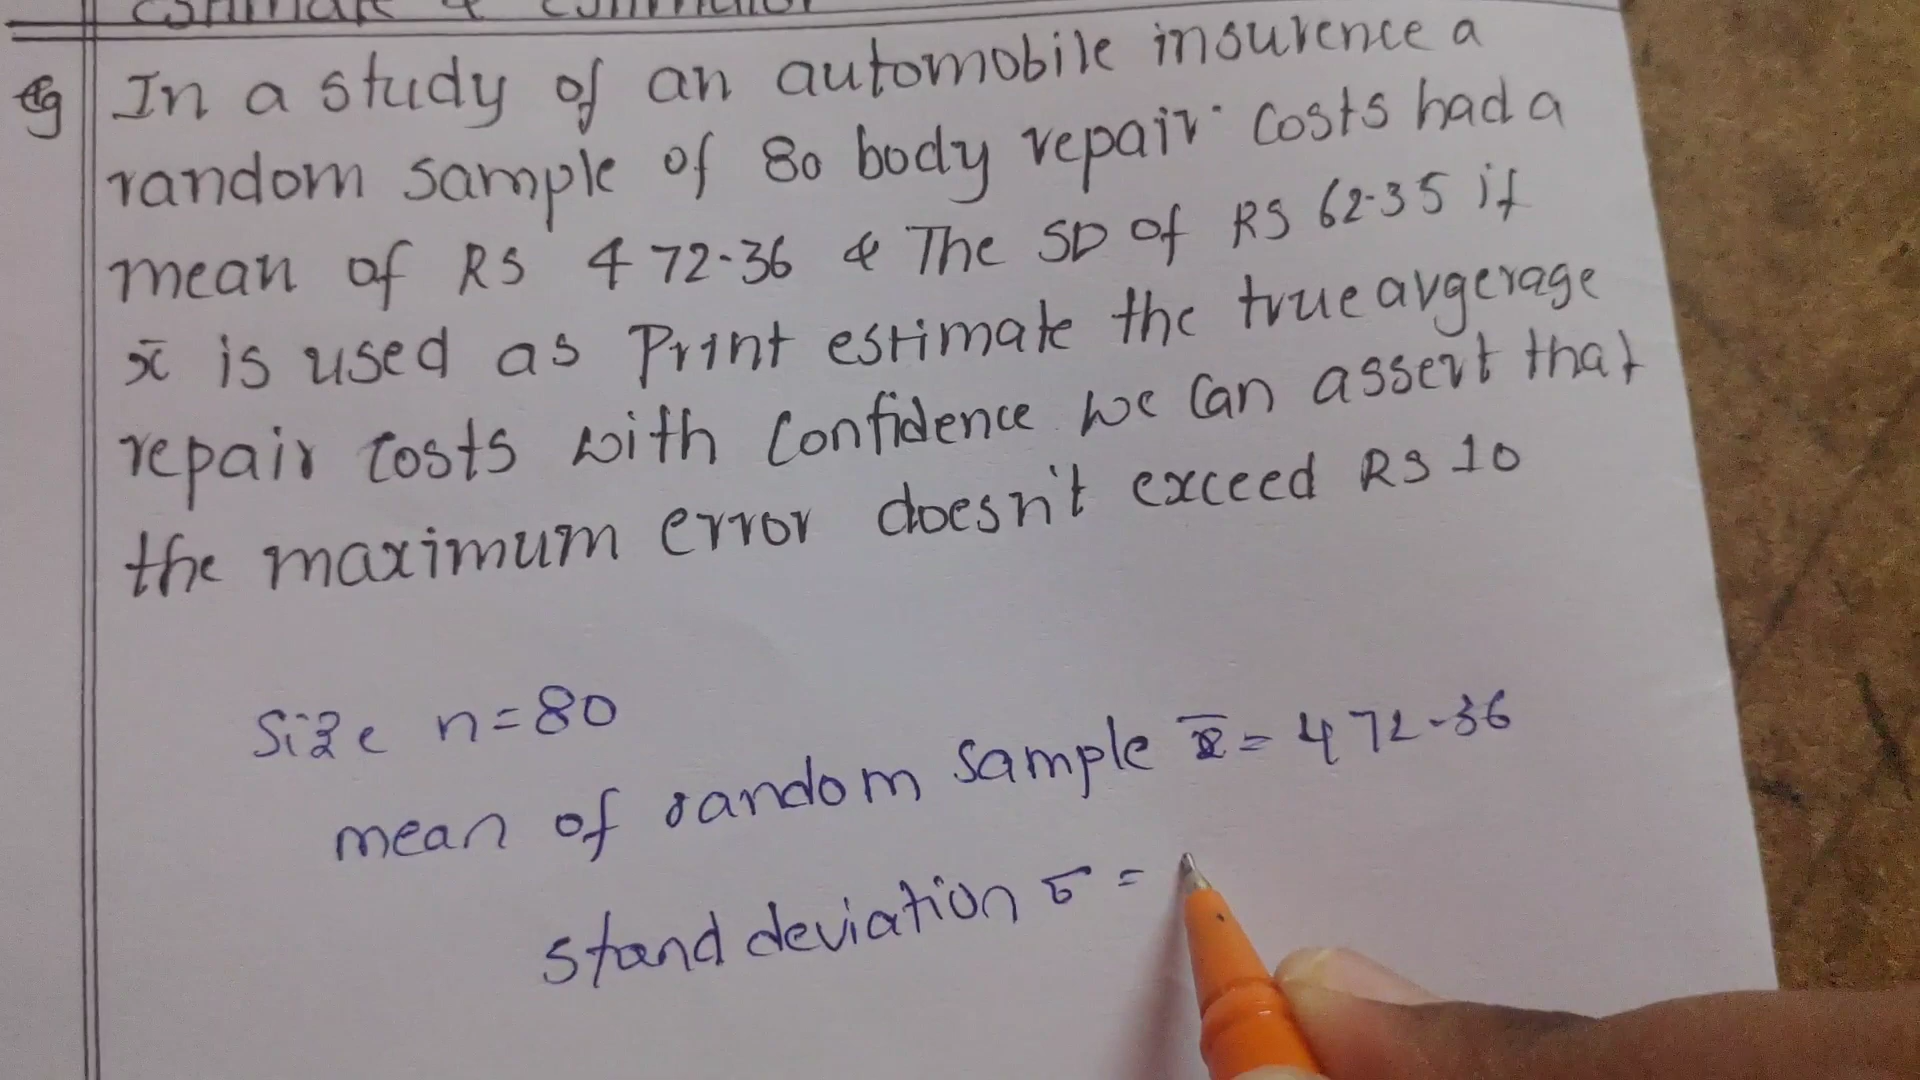 Estimate & Estimator
Eg In a study of an automobile insurence a
random sample of 80 body repair costs had a
mean of RS 472.36 & The SD of RS 62.35 if
x̄ is used as Print estimate the true avgerage
repair costs with confidence we can assert that
the maximum error doesn't exceed RS 10
Size n=80
mean of random sample x̄ = 472.36
stand deviation σ =